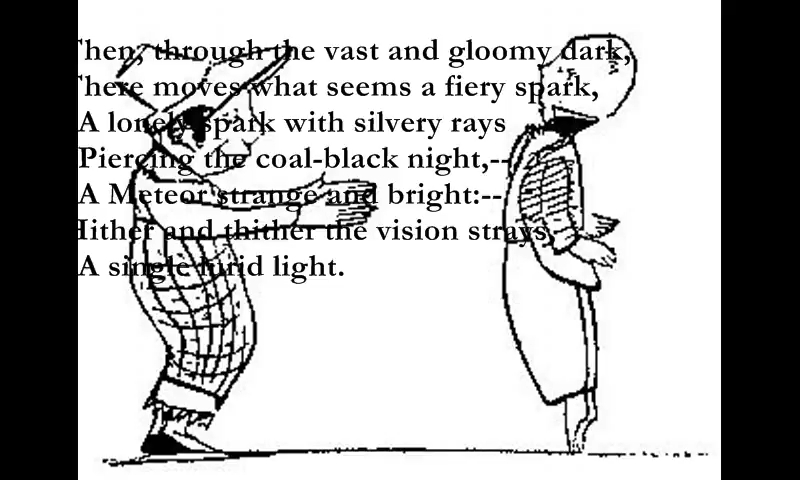 Then, through the vast and gloomy dark,
There moves what seems a fiery spark,
A lonely spark with silvery rays
Piercing the coal-black night,--
A Meteor strange and bright:--
Hither and thither the vision strays,
A single lurid light.